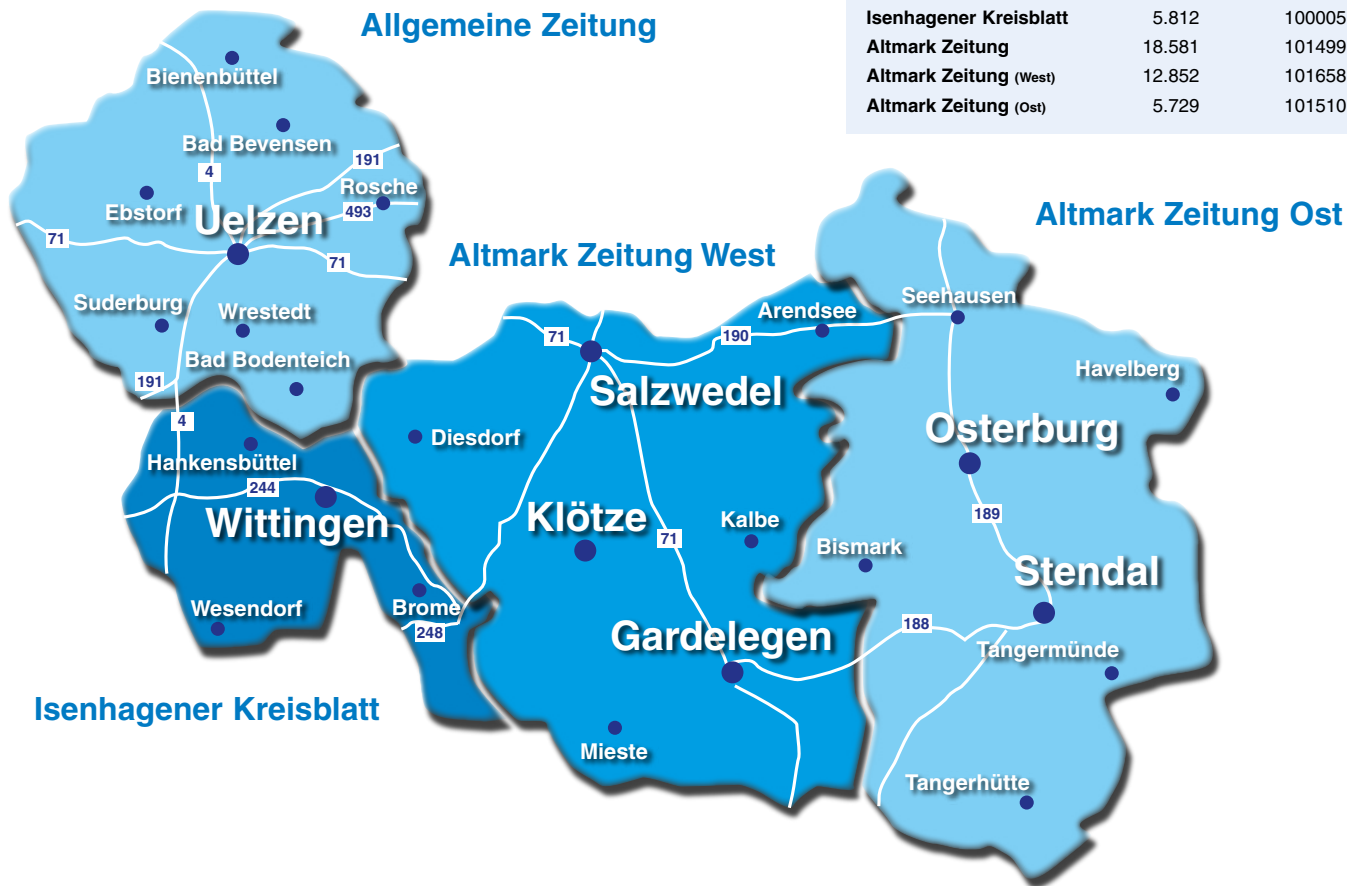 Allgemeine Zeitung
Isenhagener Kreisblatt 5.812 100005
Altmark Zeitung 18.581 101499
Altmark Zeitung (West) 12.852 101658
Altmark Zeitung (Ost) 5.729 101510
Bienenbüttel
Bad Bevensen
4
191
Rosche
Ebstorf
493
Uelzen
71
71
Suderburg
Wrestedt
Bad Bodenteich
191
4
Hankensbüttel
244
Wittingen
Wesendorf
Brome
248
Isenhagener Kreisblatt
Altmark Zeitung West
71
190
Arendsee
Salzwedel
Diesdorf
Klötze
71
Kalbe
Gardelegen
Mieste
Altmark Zeitung Ost
Seehausen
Havelberg
Osterburg
189
Bismark
Stendal
188
Tangermünde
Tangerhütte